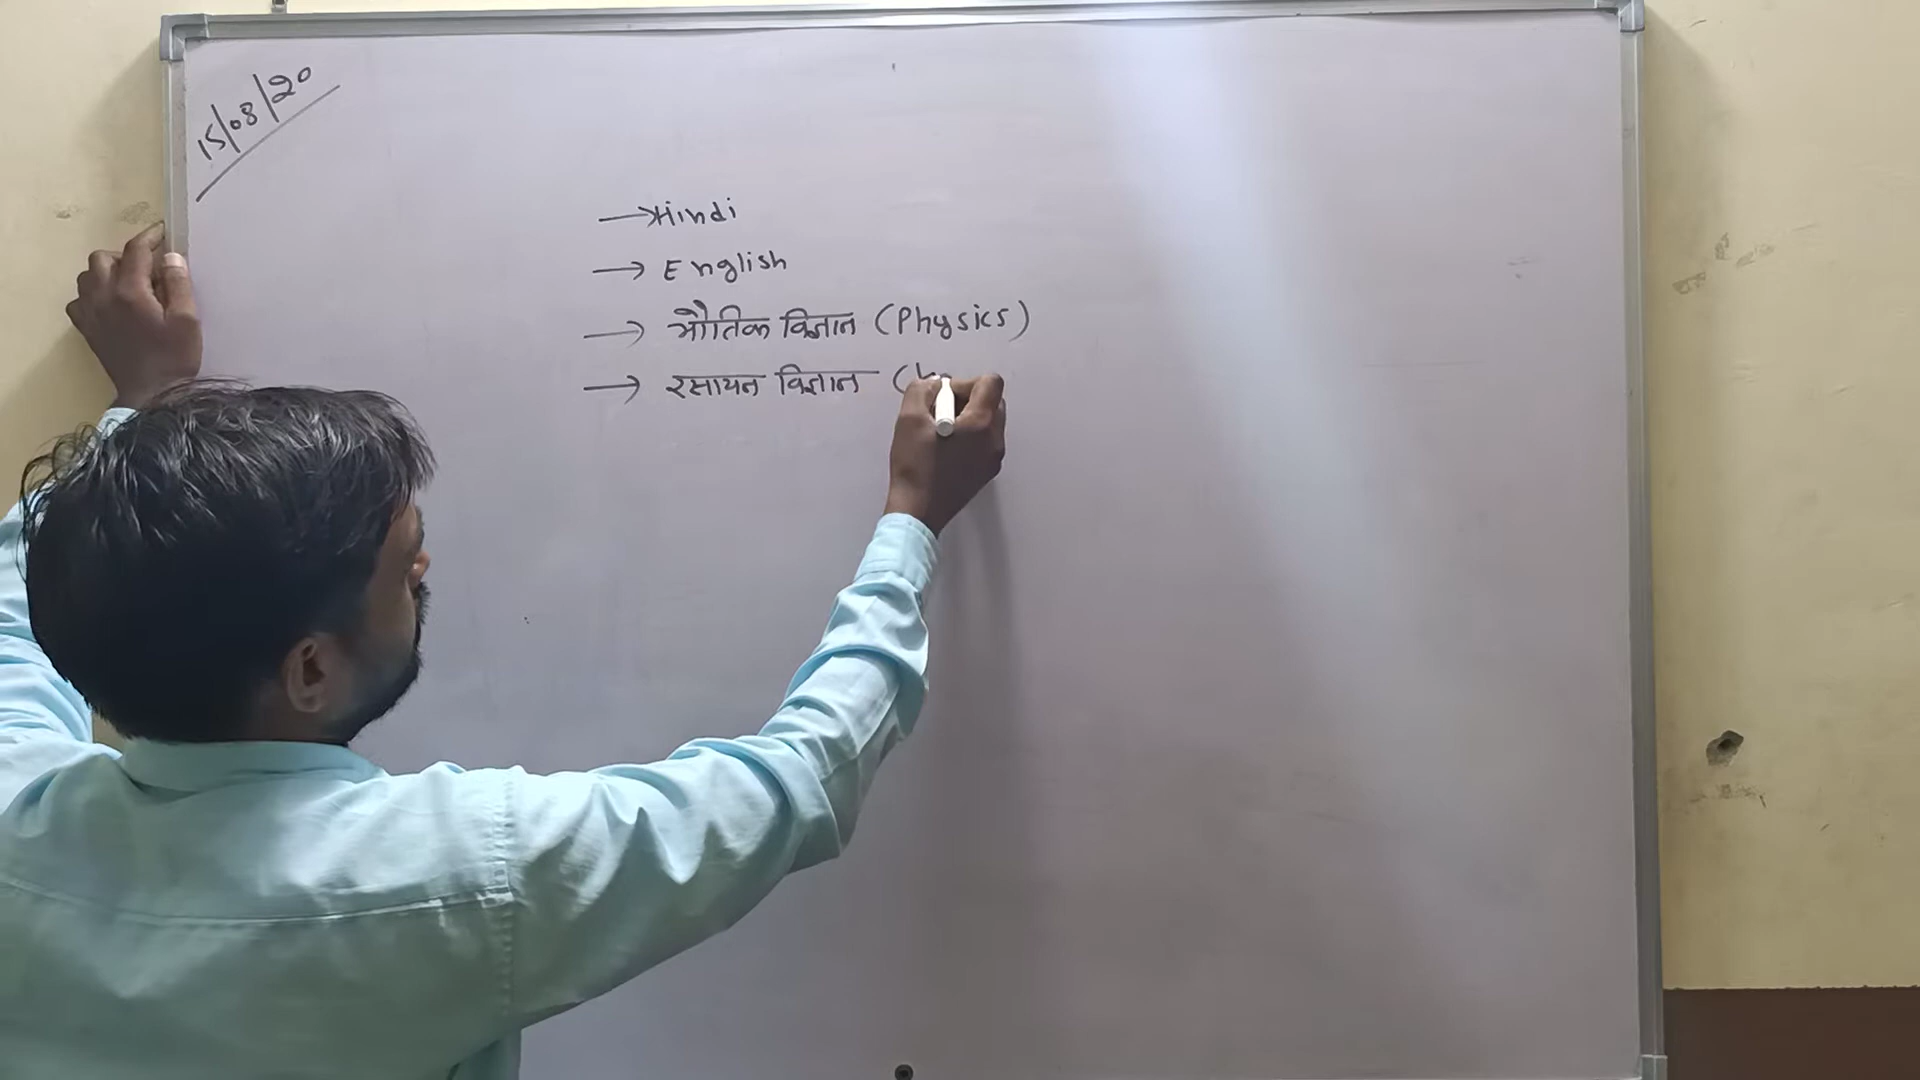 15/08/20
→ Hindi
→ English
→ भौतिक विज्ञान (Physics)
→ रसायन विज्ञान (